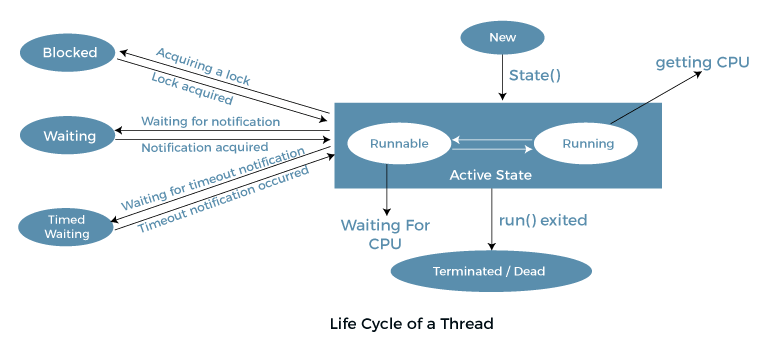 New
State()
getting CPU
Blocked
Acquiring a lock
Lock acquired
Waiting
Waiting for notification
Notification acquired
Runnable
Running
Active State
Waiting for timeout notification
Timeout notification occurred
Timed
Waiting
Waiting For
CPU
run() exited
Terminated / Dead
Life Cycle of a Thread